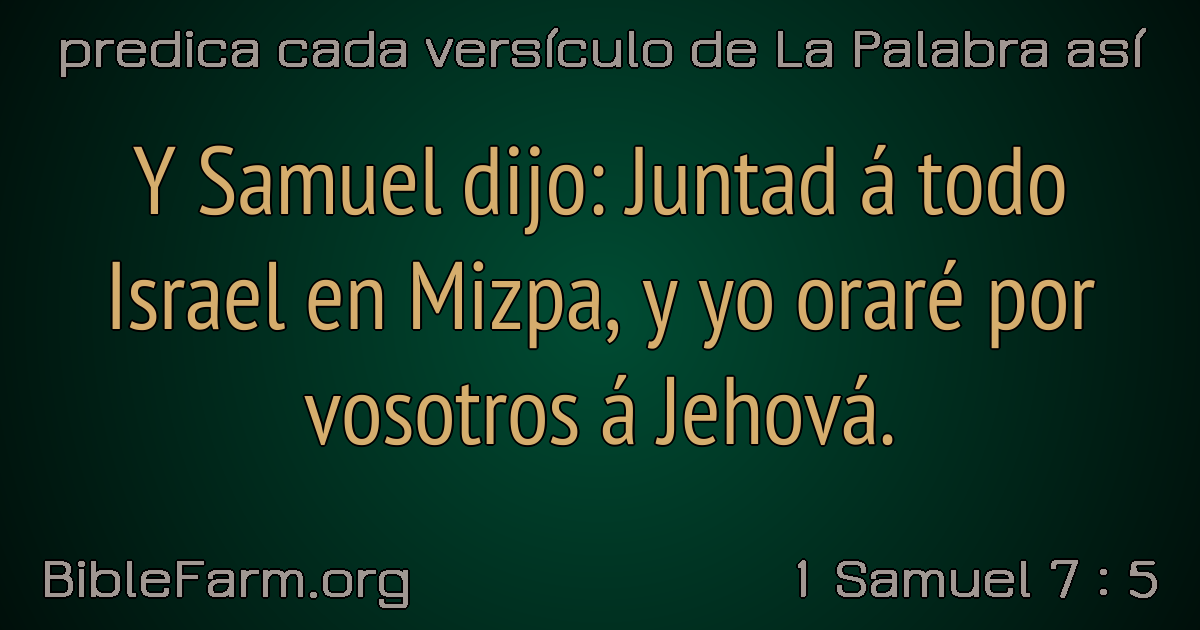 predica cada versículo de La Palabra así
Y Samuel dijo: Juntad á todo
Israel en Mizpa, y yo oraré por
vosotros á Jehová.
BibleFarm.org
1 Samuel 7 : 5